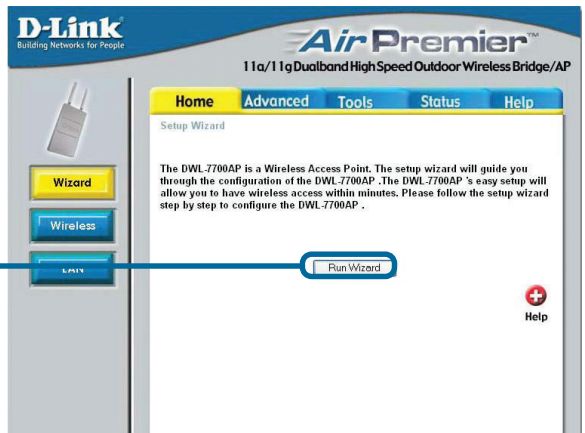 D-Link
Building Networks for People
Air Premier™
11a/11g Dualband High Speed Outdoor Wireless Bridge/AP
Home Advanced Tools Status Help
Setup Wizard
The DWL-7700AP is a Wireless Access Point. The setup wizard will guide you
through the configuration of the DWL-7700AP .The DWL-7700AP 's easy setup will
allow you to have wireless access within minutes. Please follow the setup wizard
step by step to configure the DWL-7700AP .
Wizard
Wireless
LAN
Run Wizard
Help